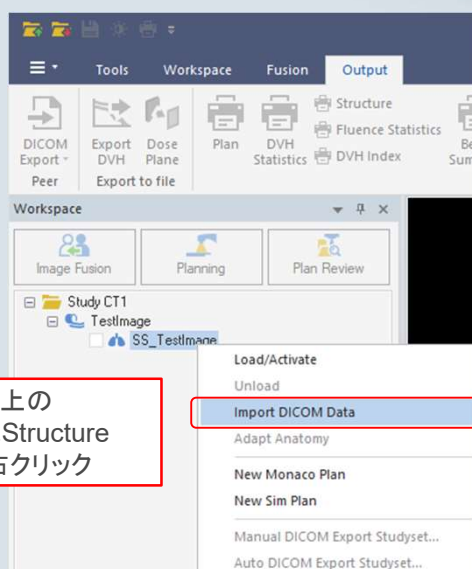 Tools Workspace Fusion Output
DICOM Export
Peer
Export DVH
Dose Plane
Export to file
Plan
DVH Statistics
Structure
Fluence Statistics
DVH Index
Workspace
Image Fusion
Planning
Plan Review
Study CT1
TestImage
SS_TestImage
上の
Structure
右クリック
Load/Activate
Unload
Import DICOM Data
Adapt Anatomy
New Monaco Plan
New Sim Plan
Manual DICOM Export Studyset...
Auto DICOM Export Studyset...